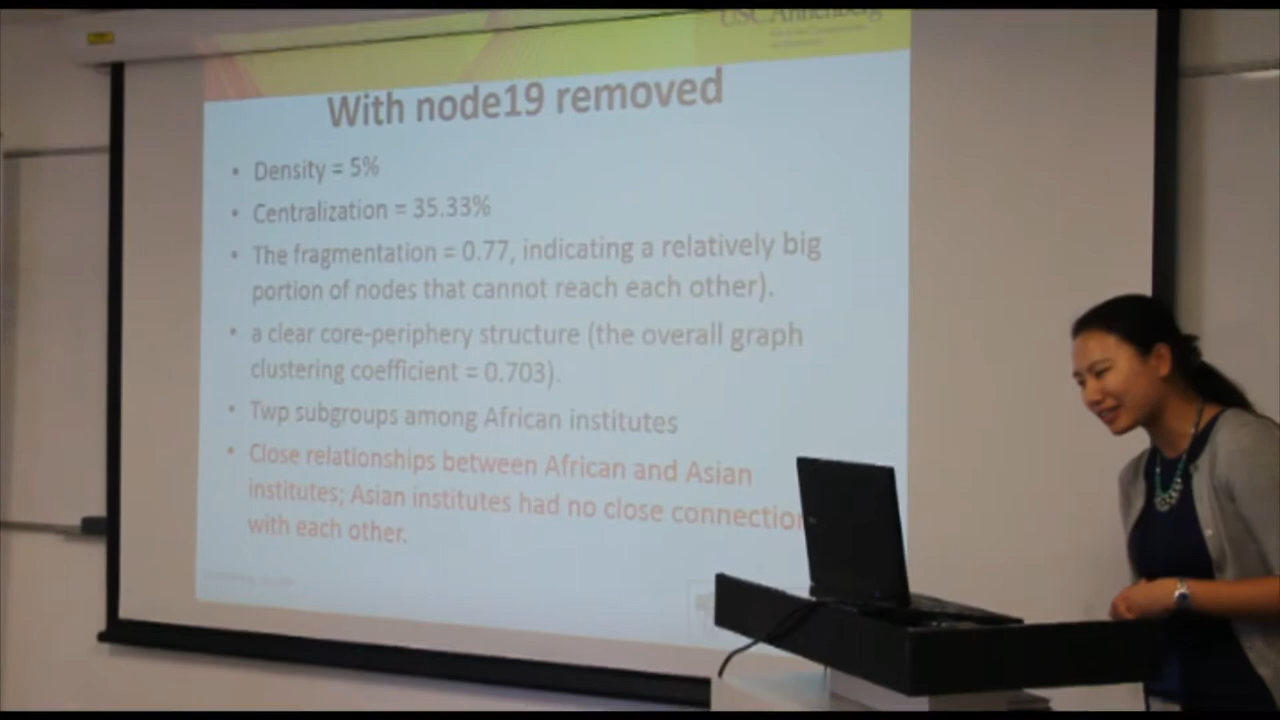 USC Annenberg
With node19 removed
• Density = 5%
• Centralization = 35.33%
• The fragmentation = 0.77, indicating a relatively big
portion of nodes that cannot reach each other).
• a clear core-periphery structure (the overall graph
clustering coefficient = 0.703).
• Twp subgroups among African institutes
• Close relationships between African and Asian
institutes; Asian institutes had no close connection
with each other.